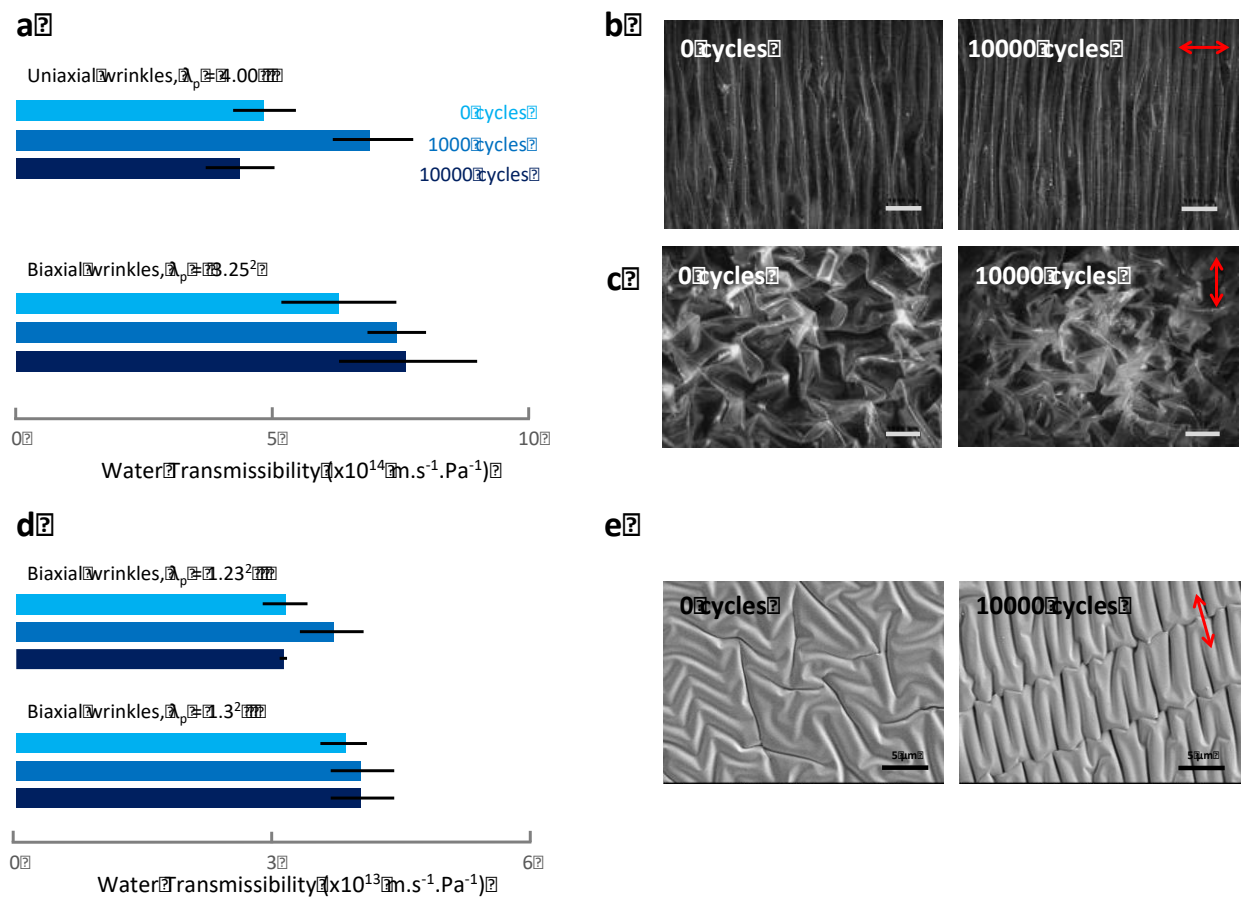 a
b
0 cycles
10000 cycles
Uniaxial wrinkles, λp = 4.00
0 cycles
1000 cycles
10000 cycles
Biaxial wrinkles, λp = 3.25²
c
0 cycles
10000 cycles
0
5
10
Water Transmissibility (x10¹⁴ m.s⁻¹.Pa⁻¹)
d
e
Biaxial wrinkles, λp = 1.23²
0 cycles
10000 cycles
Biaxial wrinkles, λp = 1.3²
5 μm
5 μm
0
3
6
Water Transmissibility (x10¹³ m.s⁻¹.Pa⁻¹)